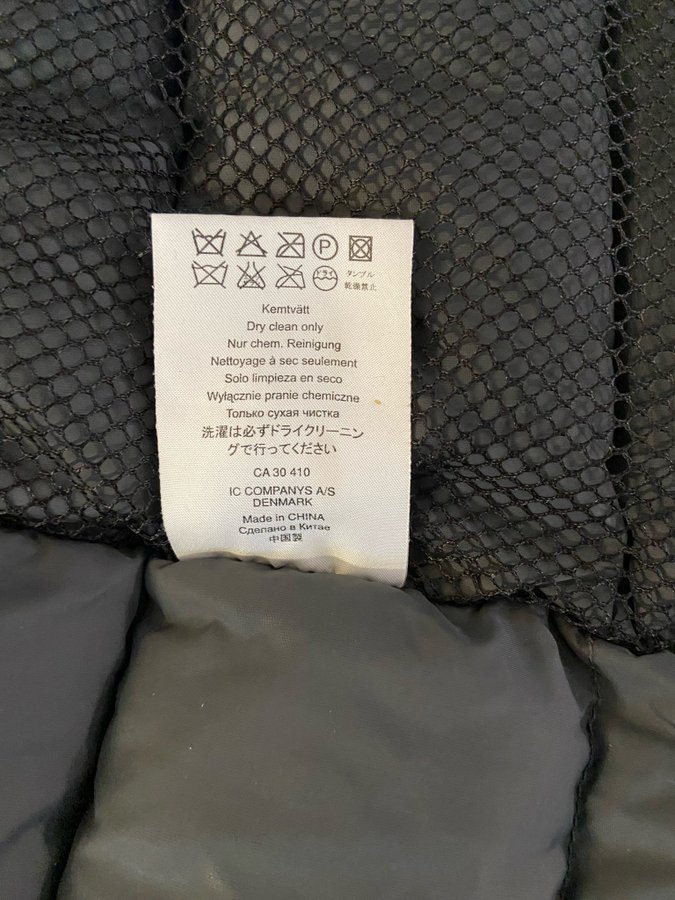 P
ドライ タンブル
乾燥禁止
Kemtvätt
Dry clean only
Nur chem. Reinigung
Nettoyage à sec seulement
Solo limpieza en seco
Wyłącznie pranie chemiczne
Только сухая чистка
洗濯は必ずドライクリーニン
グで行ってください
CA 30 410
IC COMPANYS A/S
DENMARK
Made in CHINA
Сделано в Китае
中国製